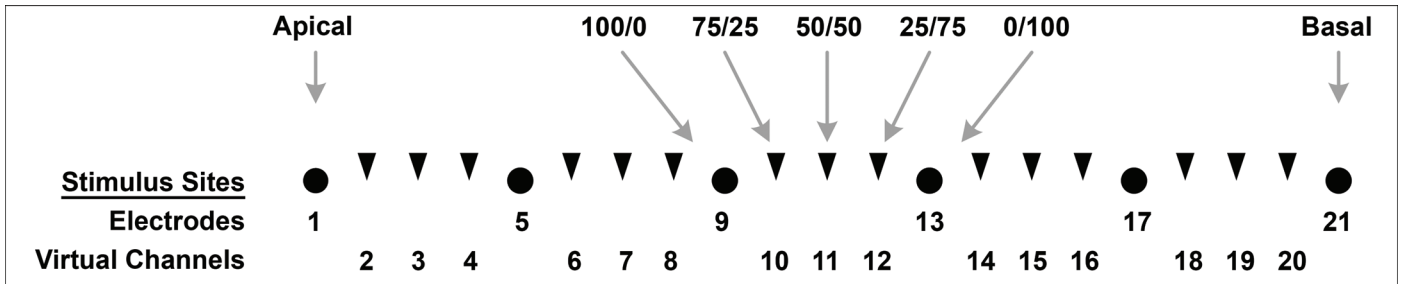 Apical 100/0 75/25 50/50 25/75 0/100 Basal
Stimulus Sites
Electrodes 1 5 9 13 17 21
Virtual Channels 2 3 4 6 7 8 10 11 12 14 15 16 18 19 20